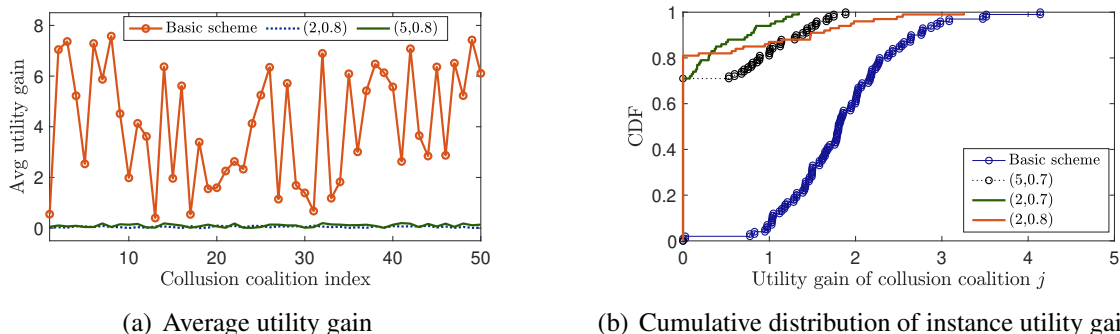 Basic scheme (2,0.8) (5,0.8)
8
6
4
2
0
Avg utility gain
10 20 30 40 50
Collusion coalition index
(a) Average utility gain
1
0.8
0.6
0.4
0.2
0
CDF
Basic scheme
(5,0.7)
(2,0.7)
(2,0.8)
0 1 2 3 4 5
Utility gain of collusion coalition j
(b) Cumulative distribution of instance utility gai